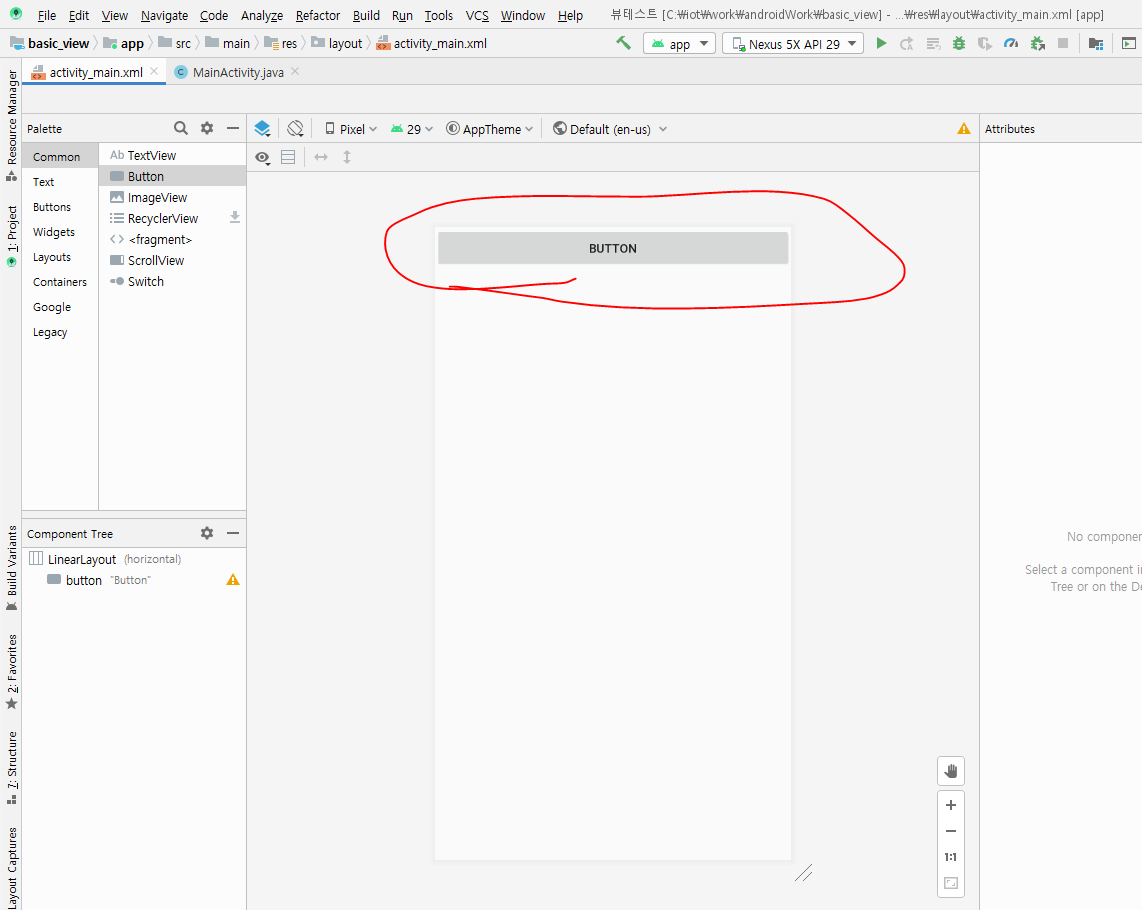 File Edit View Navigate Code Analyze Refactor Build Run Tools VCS Window Help 뷰테스트 [C:₩iot₩work₩androidWork₩basic_view] - ...₩res₩layout₩activity_main.xml [app]
basic_view app src main res layout activity_main.xml app Nexus 5X API 29
activity_main.xml MainActivity.java
Resource Manager
1: Project
Build Variants
2: Favorites
7: Structure
Layout Captures
Palette
Common
Text
Buttons
Widgets
Layouts
Containers
Google
Legacy
Ab TextView
Button
ImageView
RecyclerView
<fragment>
ScrollView
Switch
Component Tree
LinearLayout (horizontal)
button "Button"
Pixel 29 AppTheme Default (en-us)
BUTTON
1:1
Attributes
No componen
Select a component in
Tree or on the De